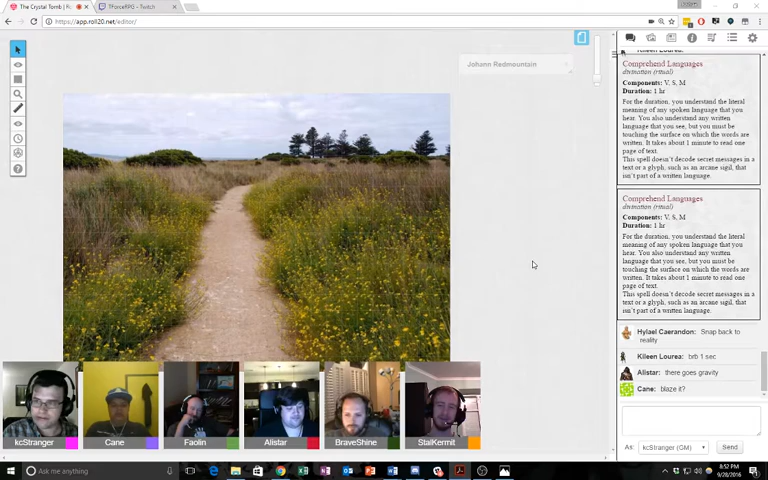 The Crystal Tomb | Ro
TForceRPG - Twitch
https://app.roll20.net/editor/
Johann Redmountain
Kileen Lourea:
Comprehend Languages
divination (ritual)
Components: V, S, M
Duration: 1 hr
For the duration, you understand the literal
meaning of any spoken language that you
hear. You also understand any written
language that you see, but you must be
touching the surface on which the words are
written. It takes about 1 minute to read one
page of text.
This spell doesn't decode secret messages in a
text or a glyph, such as an arcane sigil, that
isn't part of a written language.
Comprehend Languages
divination (ritual)
Components: V, S, M
Duration: 1 hr
For the duration, you understand the literal
meaning of any spoken language that you
hear. You also understand any written
language that you see, but you must be
touching the surface on which the words are
written. It takes about 1 minute to read one
page of text.
This spell doesn't decode secret messages in a
text or a glyph, such as an arcane sigil, that
isn't part of a written language.
Hylael Caerandon: Snap back to
reality
Kileen Lourea: brb 1 sec
Alistar: there goes gravity
Cane: blaze it?
kcStranger
Cane
Faolin
Alistar
BraveShine
StalKermit
As: kcStranger (GM)
Send
Ask me anything
8:52 PM
9/28/2016